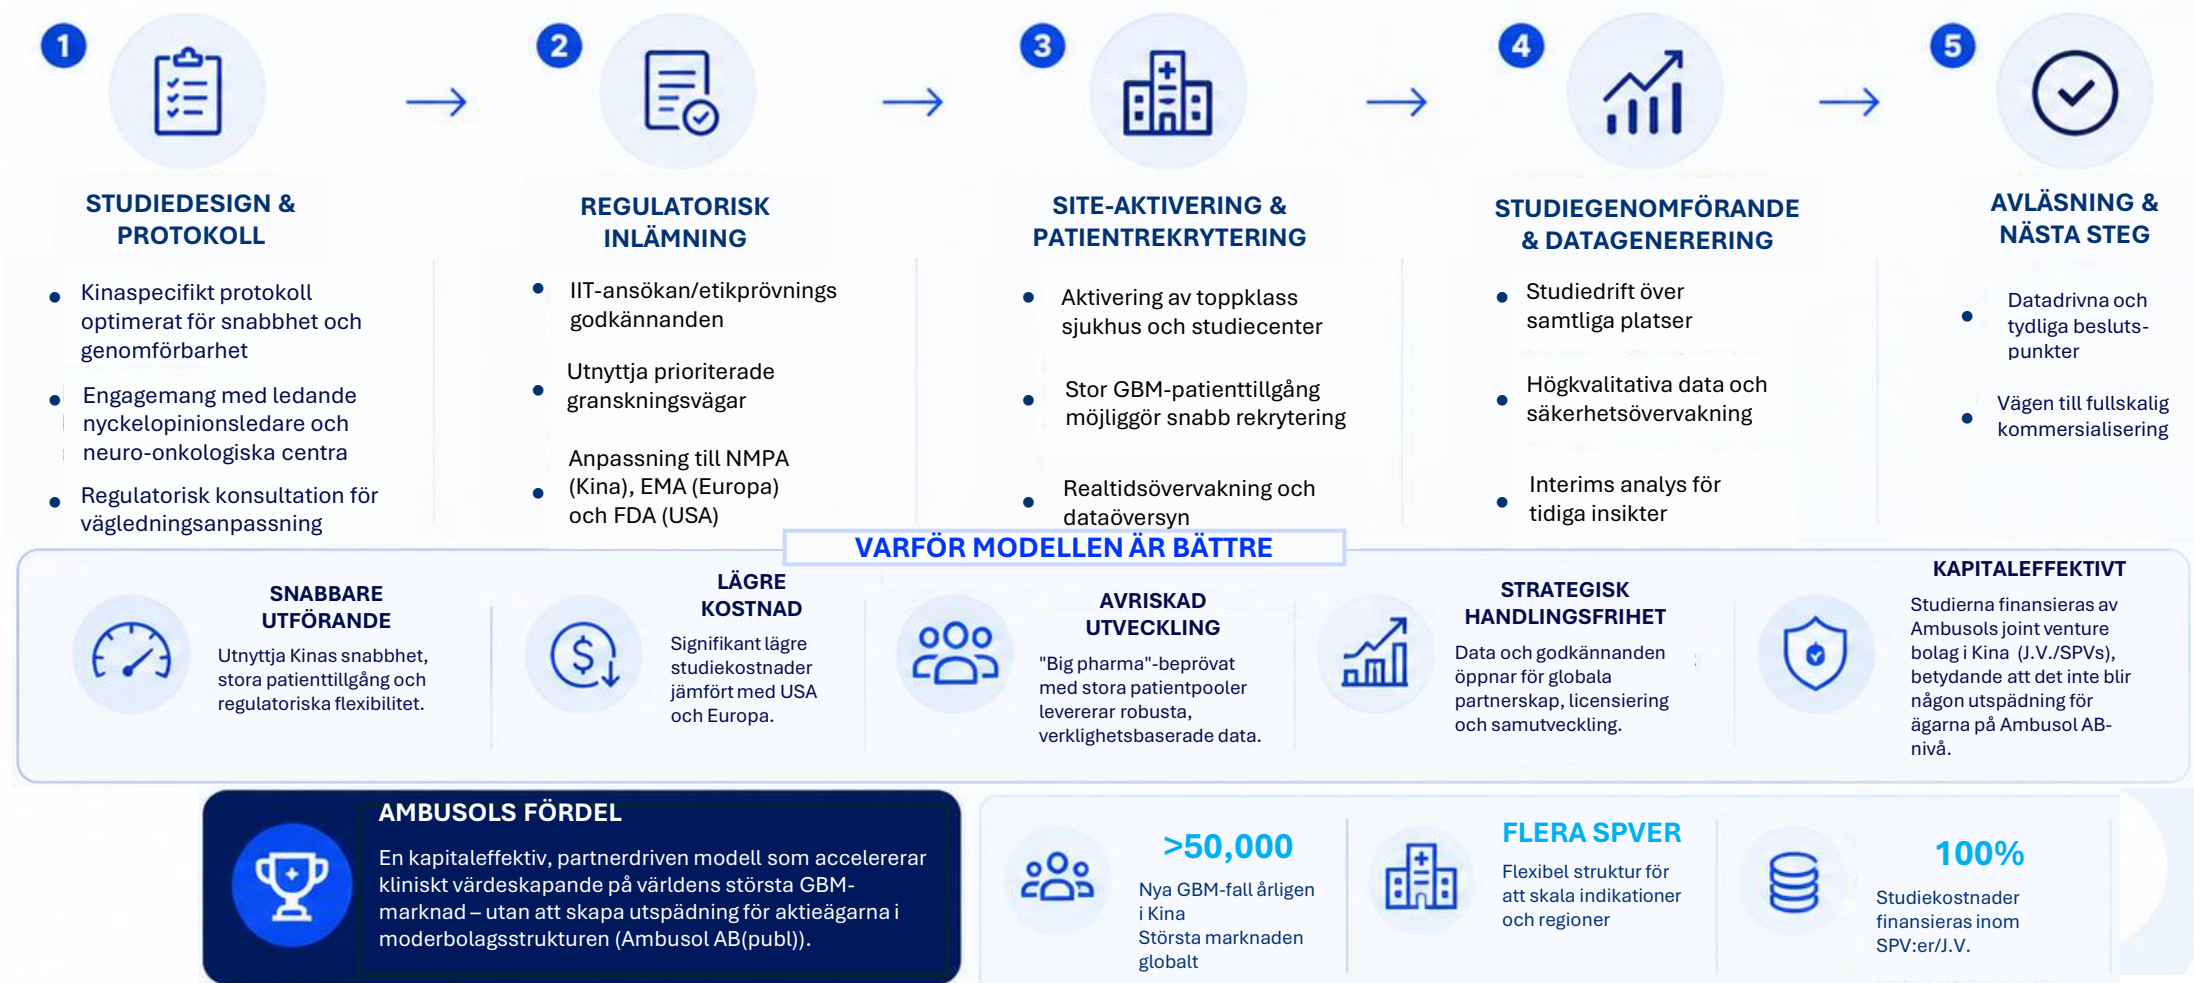 1
2
3
4
5
STUDIEDESIGN &
PROTOKOLL
Kinaspecifikt protokoll
optimerat för snabbhet och
genomförbarhet
Engagemang med ledande
nyckelopinionsledare och
neuro-onkologiska centra
Regulatorisk konsultation för
vägledningsanpassning
REGULATORISK
INLÄMNING
IIT-ansökan/etikprövnings
godkännanden
Utnyttja prioriterade
granskningsvägar
Anpassning till NMPA
(Kina), EMA (Europa)
och FDA (USA)
SITE-AKTIVERING &
PATIENTREKRYTERING
Aktivering av toppklass
sjukhus och studiecenter
Stor GBM-patienttillgång
möjliggör snabb rekrytering
Realtidsövervakning och
dataöversyn
STUDIEGENOMFÖRANDE
& DATAGENERERING
Studiedrift över
samtliga platser
Högkvalitativa data och
säkerhetsövervakning
Interims analys för
tidiga insikter
AVLÄSNING &
NÄSTA STEG
Datadrivna och
tydliga besluts-
punkter
Vägen till fullskalig
kommersialisering
VARFÖR MODELLEN ÄR BÄTTRE
SNABBARE
UTFÖRANDE
Utnyttja Kinas snabbhet,
stora patienttillgång och
regulatoriska flexibilitet.
$
LÄGRE
KOSTNAD
Signifikant lägre
studiekostnader
jämfört med USA
och Europa.
AVRISKAD
UTVECKLING
"Big pharma"-beprövat
med stora patientpooler
levererar robusta,
verklighetsbaserade data.
STRATEGISK
HANDLINGSFRIHET
Data och godkännanden
öppnar för globala
partnerskap, licensiering
och samutveckling.
KAPITALEFFEKTIVT
Studierna finansieras av
Ambusols joint venture
bolag i Kina (J.V./SPVs),
betydande att det inte blir
någon utspädning för
ägarna på Ambusol AB-
nivå.
AMBUSOLS FÖRDEL
En kapitaleffektiv, partnerdriven modell som accelererar
kliniskt värdeskapande på världens största GBM-
marknad – utan att skapa utspädning för aktieägarna i
moderbolagsstrukturen (Ambusol AB(publ)).
>50,000
Nya GBM-fall årligen
i Kina
Största marknaden
globalt
FLERA SPVER
Flexibel struktur för
att skala indikationer
och regioner
100%
Studiekostnader
finansieras inom
SPV:er/J.V.